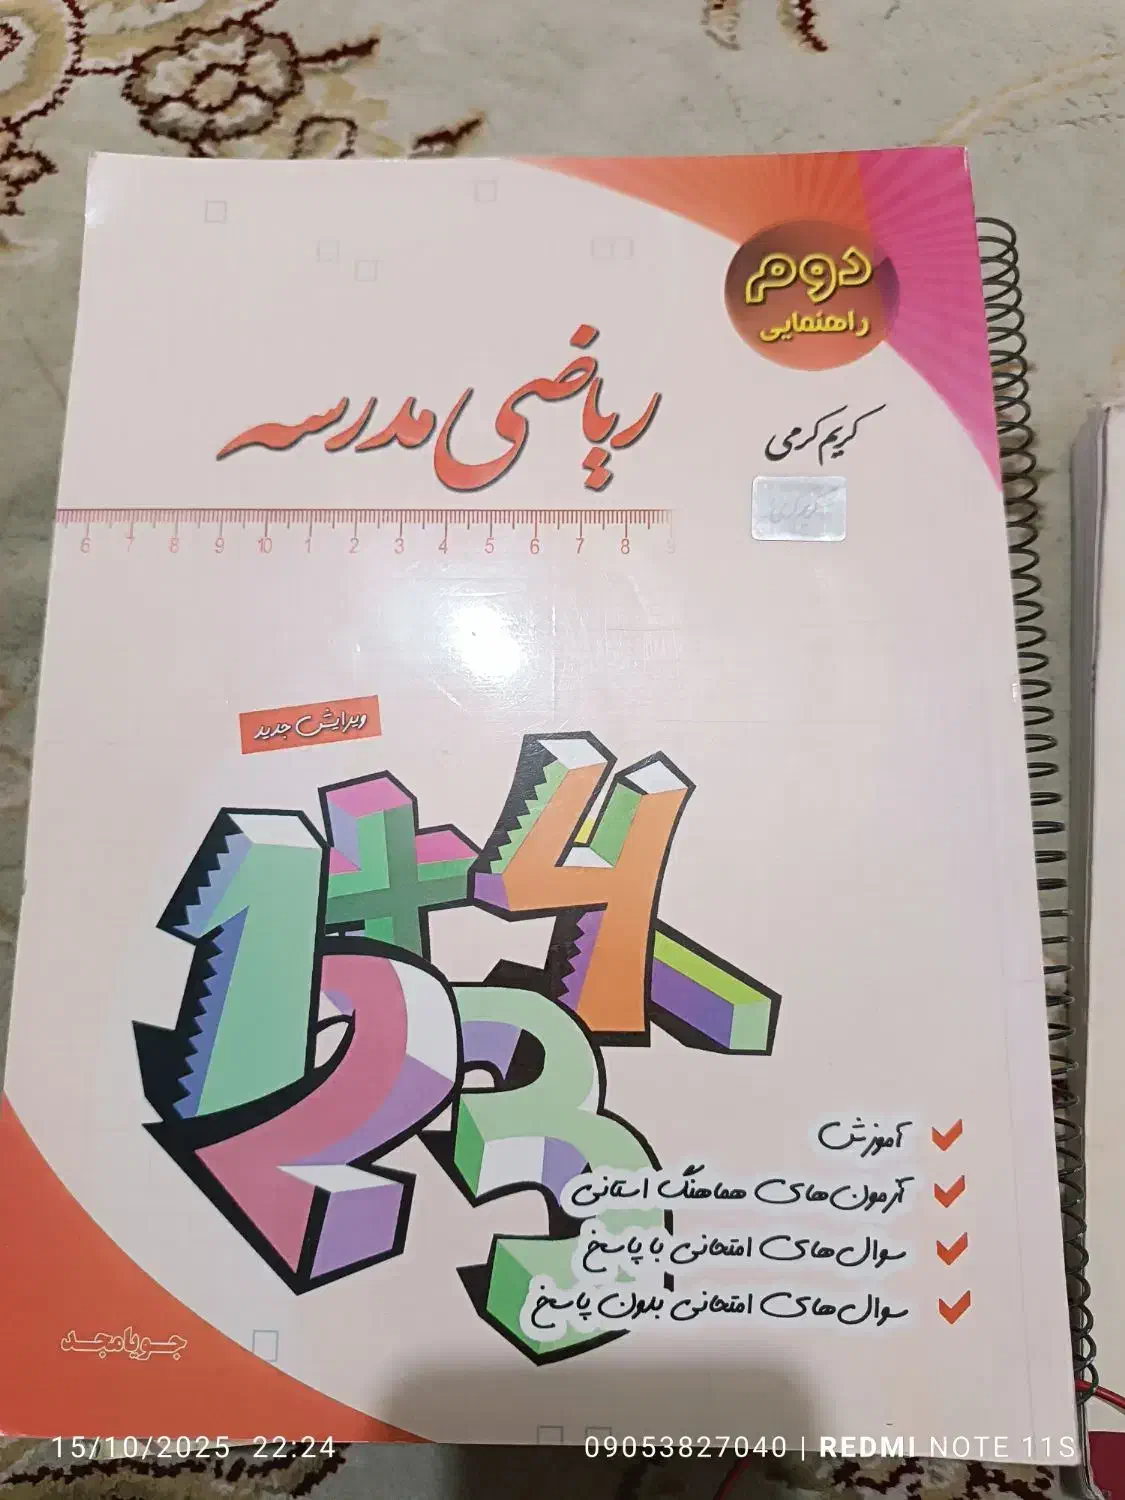 دوم
راهنمایی
ریاضی مدرسه
کریم کرمی
6 7 8 9 10 1 2 3 4 5 6 7 8 9
ویرایش جدید
1 + 4
2 3
آموزش
آزمون‌های هماهنگ استانی
سوال‌های امتحانی با پاسخ
سوال‌های امتحانی بدون پاسخ
جویامجد
15/10/2025 22:24
09053827040 | REDMI NOTE 11S